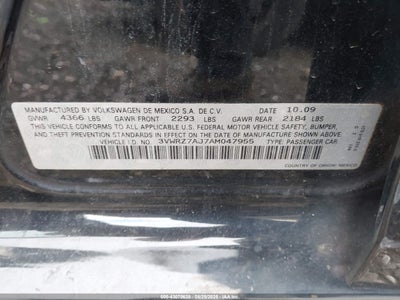 MANUFACTURED BY VOLKSWAGEN DE MEXICO S.A. DE C.V. DATE 10.09
GVWR 4366 LBS GAWR FRONT 2293 LBS GAWR REAR 2184 LBS
THIS VEHICLE CONFORMS TO ALL APPLICABLE U.S. FEDERAL MOTOR VEHICLE SAFETY, BUMPER,
AND THEFT PREVENTION STANDARDS IN EFFECT ON THE DATE OF MANUFACTURE SHOWN ABOVE.
VEHICLE I.D. NO. 3VWRZ7AJ7AM047955 TYPE: PASSENGER CAR
COUNTRY OF ORIGIN: MEXICO